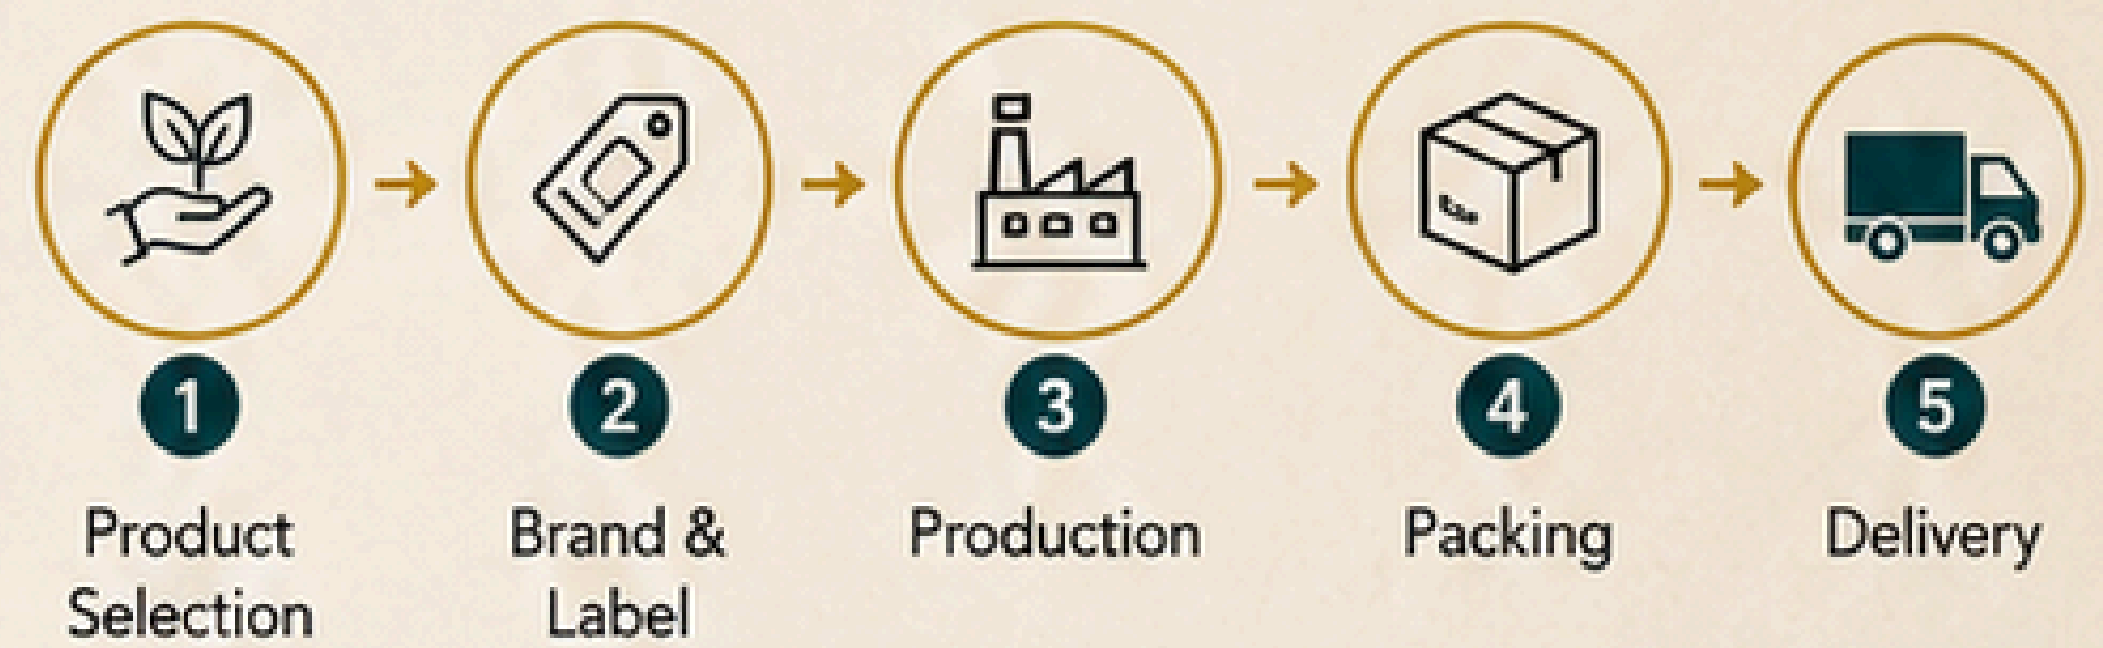 1
Product
Selection
2
Brand &
Label
3
Production
4
Packing
5
Delivery